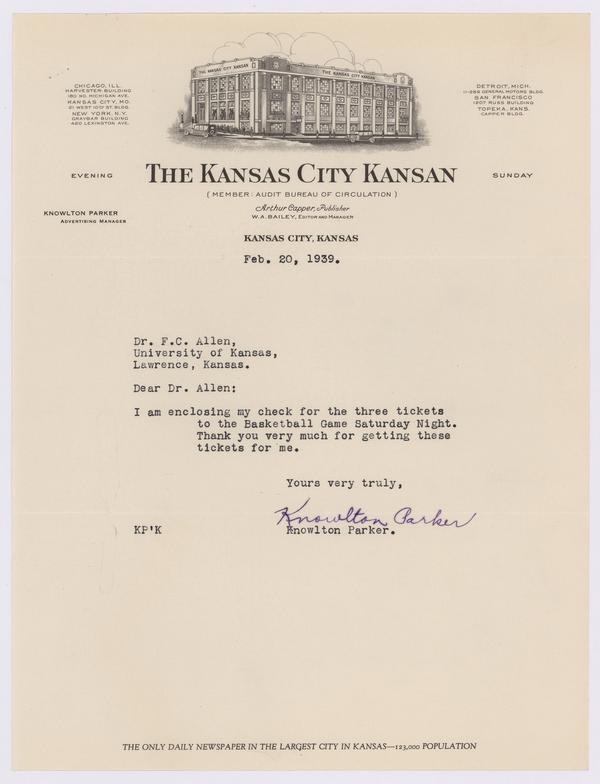 THE KANSAS CITY KANSAN
THE KANSAS CITY KANSAN
CHICAGO, ILL.
HARVESTER BUILDING
180 NO. MICHIGAN AVE.
KANSAS CITY, MO.
21 WEST 10TH ST. BLDG.
NEW YORK, N.Y.
GRAYBAR BUILDING
420 LEXINGTON AVE.
DETROIT, MICH.
11-258 GENERAL MOTORS BLDG.
SAN FRANCISCO
1207 RUSS BUILDING
TOPEKA, KANS.
CAPPER BLDG.
EVENING
THE KANSAS CITY KANSAN
SUNDAY
( MEMBER: AUDIT BUREAU OF CIRCULATION )
Arthur Capper, Publisher
W. A. BAILEY, EDITOR AND MANAGER
KNOWLTON PARKER
ADVERTISING MANAGER
KANSAS CITY, KANSAS
Feb. 20, 1939.
Dr. F.C. Allen,
University of Kansas,
Lawrence, Kansas.
Dear Dr. Allen:
I am enclosing my check for the three tickets
to the Basketball Game Saturday Night.
Thank you very much for getting these
tickets for me.
Yours very truly,
Knowlton Parker
KP'K Knowlton Parker.
THE ONLY DAILY NEWSPAPER IN THE LARGEST CITY IN KANSAS—123,000 POPULATION